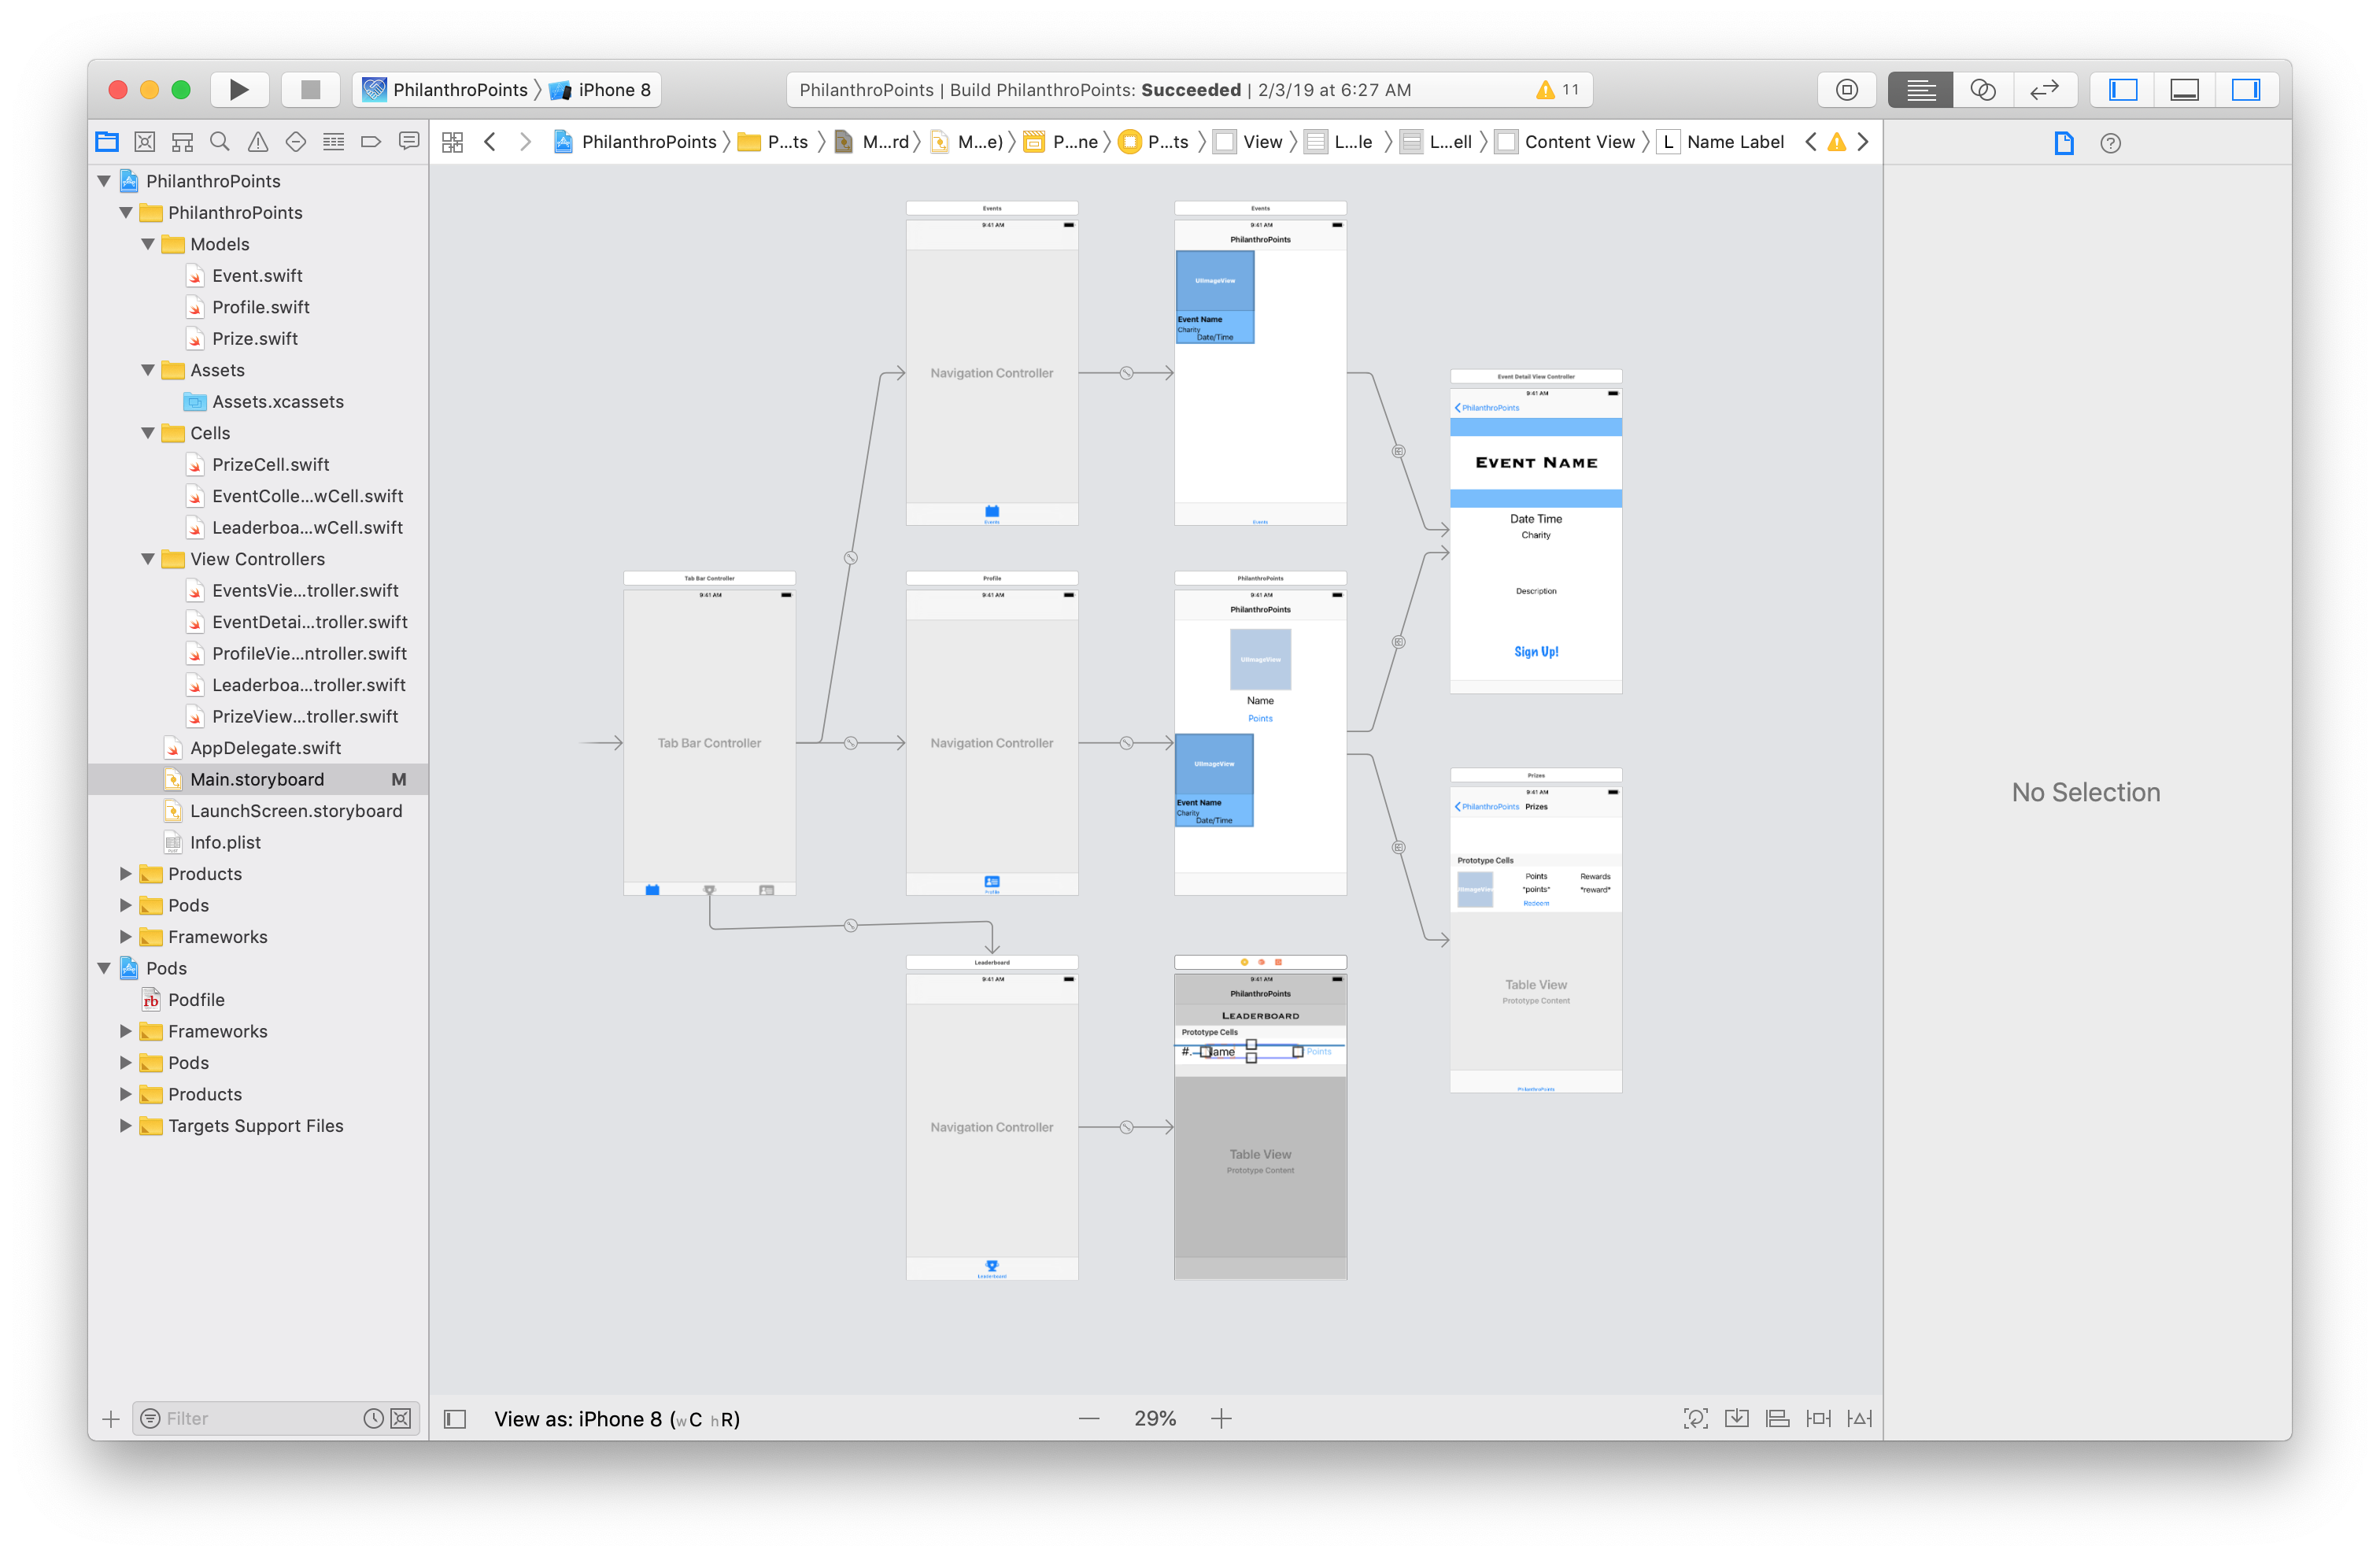 PhilanthroPoints iPhone 8
PhilanthroPoints | Build PhilanthroPoints: Succeeded | 2/3/19 at 6:27 AM 11
PhilanthroPoints P...ts M...rd M...e) P...ne P...ts View L...le L...ell Content View L Name Label
PhilanthroPoints
PhilanthroPoints
Models
Event.swift
Profile.swift
Prize.swift
Assets
Assets.xcassets
Cells
PrizeCell.swift
EventColle...wCell.swift
Leaderboa...wCell.swift
View Controllers
EventsVie...troller.swift
EventDetai...troller.swift
ProfileVie...ntroller.swift
Leaderboa...troller.swift
PrizeView...troller.swift
AppDelegate.swift
Main.storyboard M
LaunchScreen.storyboard
Info.plist
Products
Pods
Frameworks
Pods
rb Podfile
Frameworks
Pods
Products
Targets Support Files
Filter
Events
9:41 AM
Navigation Controller
Events
Events
9:41 AM
PhilanthroPoints
UIImageView
Event Name
Charity
Date/Time
Events
Event Detail View Controller
9:41 AM
PhilanthroPoints
Event Name
Date Time
Charity
Description
Sign Up!
Tab Bar Controller
9:41 AM
Tab Bar Controller
Profile
9:41 AM
Navigation Controller
Profile
PhilanthroPoints
9:41 AM
PhilanthroPoints
UIImageView
Name
Points
UIImageView
Event Name
Charity
Date/Time
Prizes
9:41 AM
PhilanthroPoints Prizes
Prototype Cells
UIImageView
Points Rewards
*points* *reward*
Redeem
Table View
Prototype Content
PhilanthroPoints
Leaderboard
9:41 AM
Navigation Controller
Leaderboard
9:41 AM
PhilanthroPoints
Leaderboard
Prototype Cells
#. Name Points
Table View
Prototype Content
No Selection
View as: iPhone 8 (wC hR)
29%